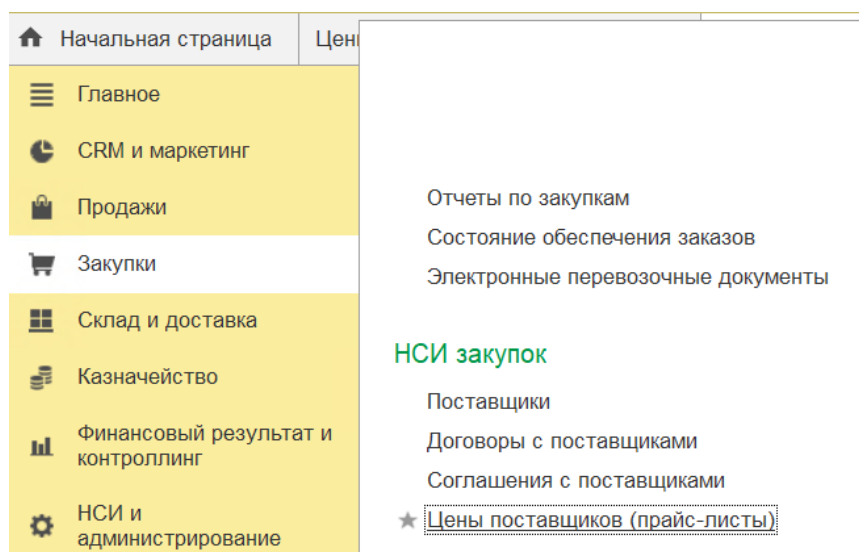 Начальная страница
Цен
Главное
CRM и маркетинг
Продажи
Закупки
Склад и доставка
Казначейство
Финансовый результат и
контроллинг
НСИ и
администрирование
Отчеты по закупкам
Состояние обеспечения заказов
Электронные перевозочные документы
НСИ закупок
Поставщики
Договоры с поставщиками
Соглашения с поставщиками
Цены поставщиков (прайс-листы)